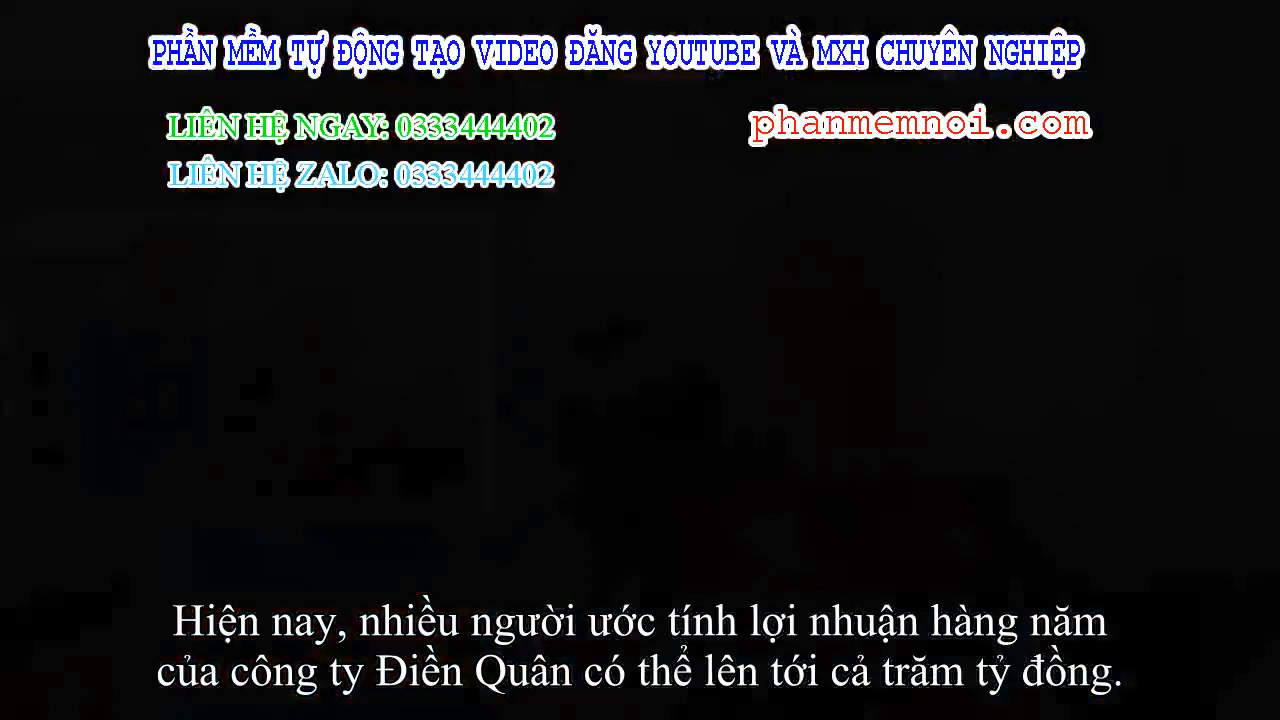 PHẦN MỀM TỰ ĐỘNG TẠO VIDEO ĐĂNG YOUTUBE VÀ MXH CHUYÊN NGHIỆP
LIÊN HỆ NGAY: 0333444402
phanmemnoi.com
LIÊN HỆ ZALO: 0333444402
Hiện nay, nhiều người ước tính lợi nhuận hàng năm
của công ty Điền Quân có thể lên tới cả trăm tỷ đồng.